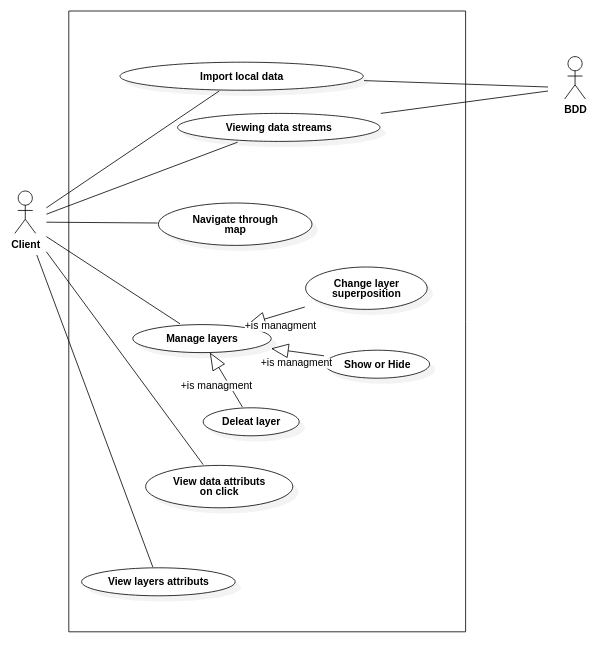 Import local data
BDD
Viewing data streams
Navigate through
map
Client
Change layer
superposition
+is managment
Manage layers
+is managment
Show or Hide
+is managment
Deleat layer
View data attributs
on click
View layers attributs